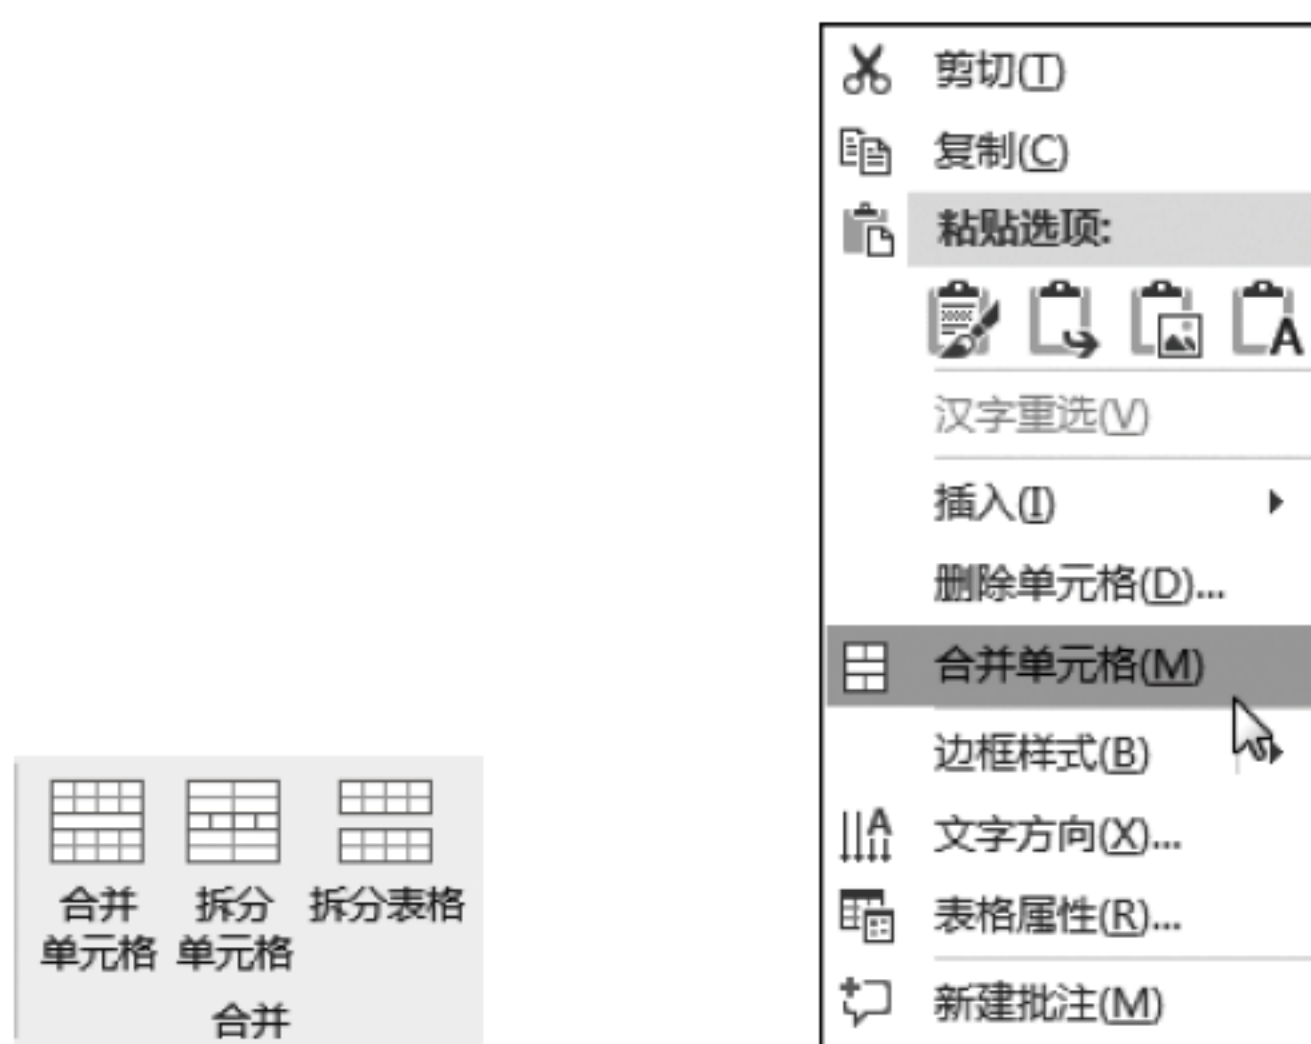 合并
单元格
拆分
单元格
拆分表格
合并
剪切(T)
复制(C)
粘贴选项:
A
汉字重选(V)
插入(I)
删除单元格(D)...
合并单元格(M)
边框样式(B)
A
文字方向(X)...
表格属性(R)...
新建批注(M)